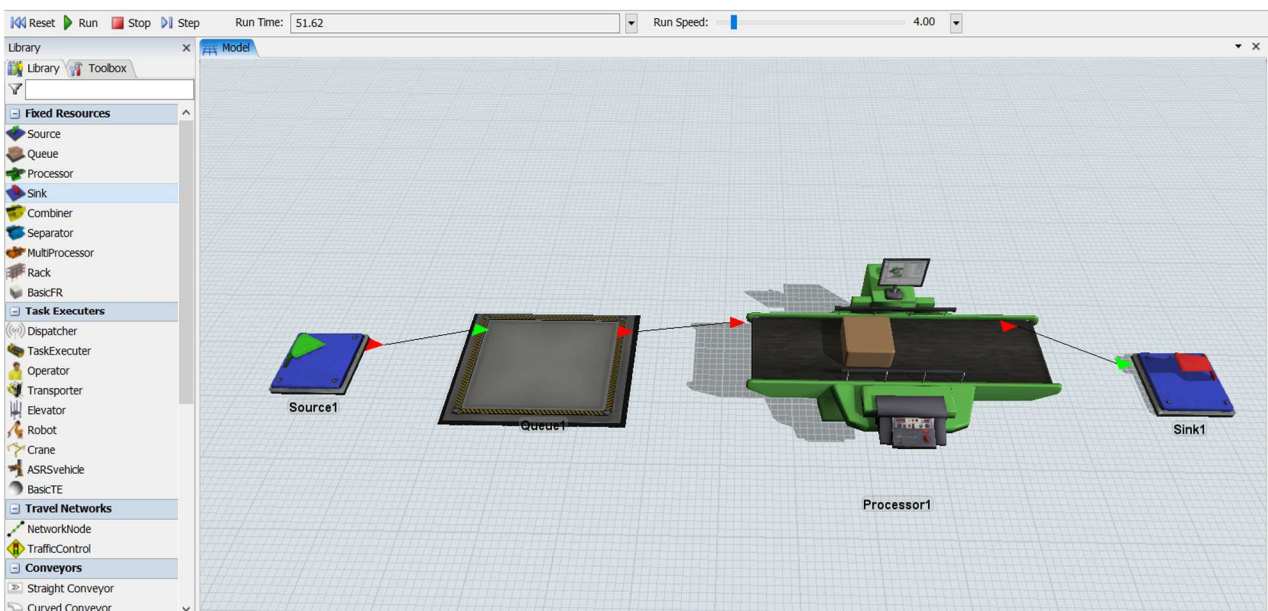 Reset Run Stop Step Run Time: 51.62 Run Speed: 4.00
Library
Model
Library Toolbox
Fixed Resources
Source
Queue
Processor
Sink
Combiner
Separator
MultiProcessor
Rack
BasicFR
Task Executers
Dispatcher
TaskExecuter
Operator
Transporter
Elevator
Robot
Crane
ASRSvehicle
BasicTE
Travel Networks
NetworkNode
TrafficControl
Conveyors
Straight Conveyor
Curved Conveyor
Source1
Queue1
Processor1
Sink1